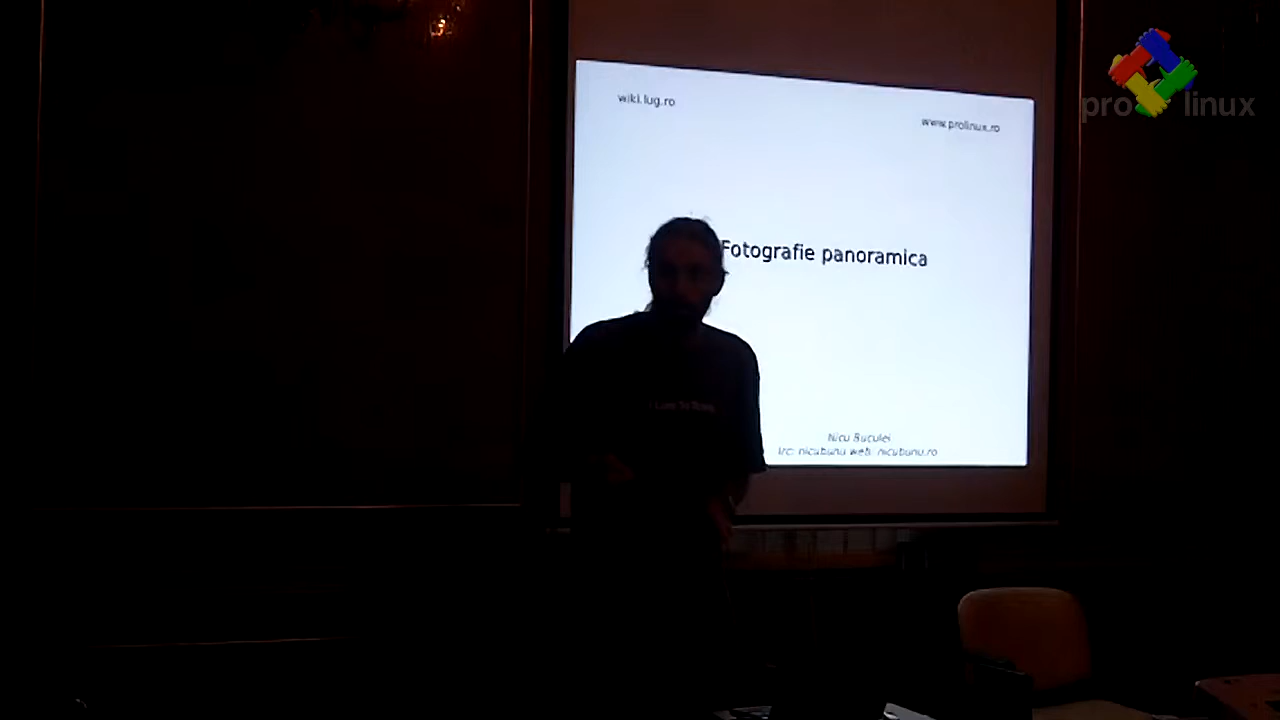 wiki.lug.ro
www.prolinux.ro
pro linux
Fotografie panoramica
Nicu Buculei
irc: nicubunu web: nicubunu.ro